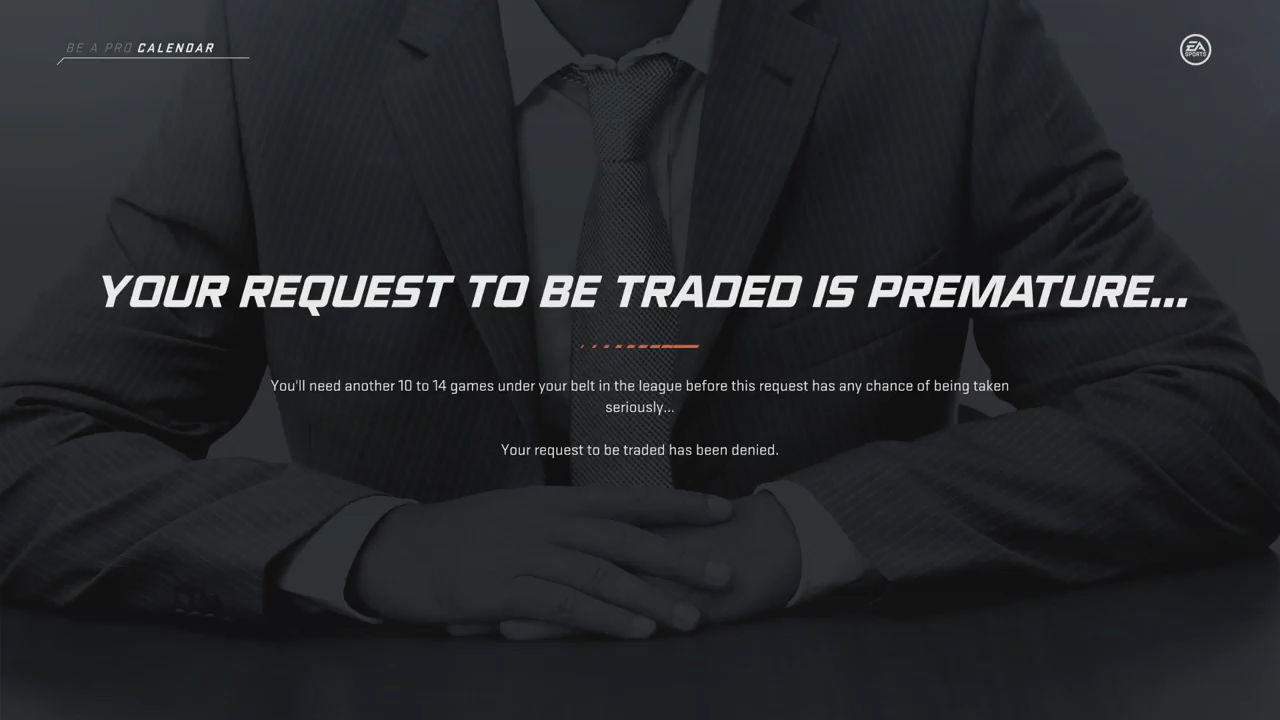 BE A PRO CALENDAR
EA
SPORTS
YOUR REQUEST TO BE TRADED IS PREMATURE...
You'll need another 10 to 14 games under your belt in the league before this request has any chance of being taken
seriously...
Your request to be traded has been denied.